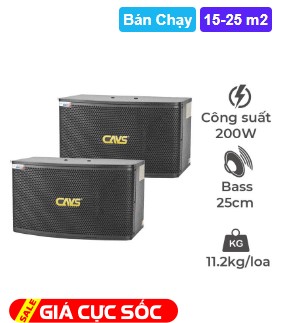 Bán Chạy
15-25 m2
CAVS
CAVS
Công suất
200W
Bass
25cm
KG
11.2kg/loa
SALE
GIÁ CỰC SỐC